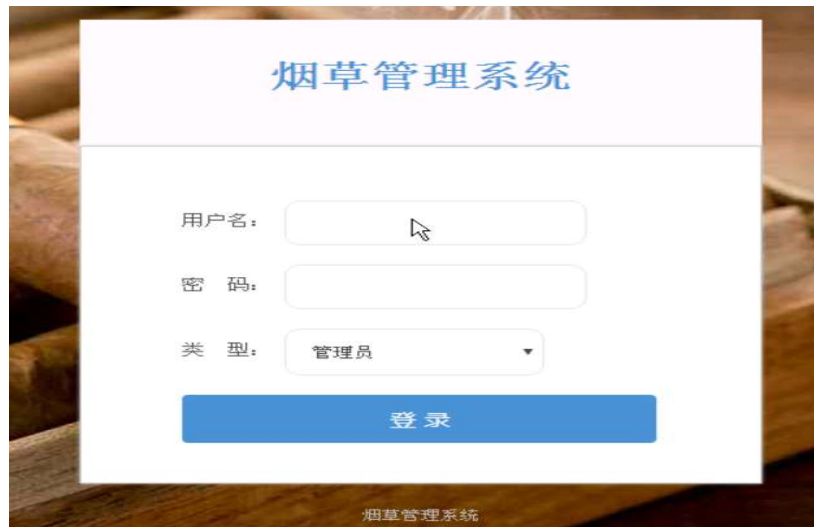 烟草管理系统
用户名：
密 码：
类 型： 管理员
登录
烟草管理系统